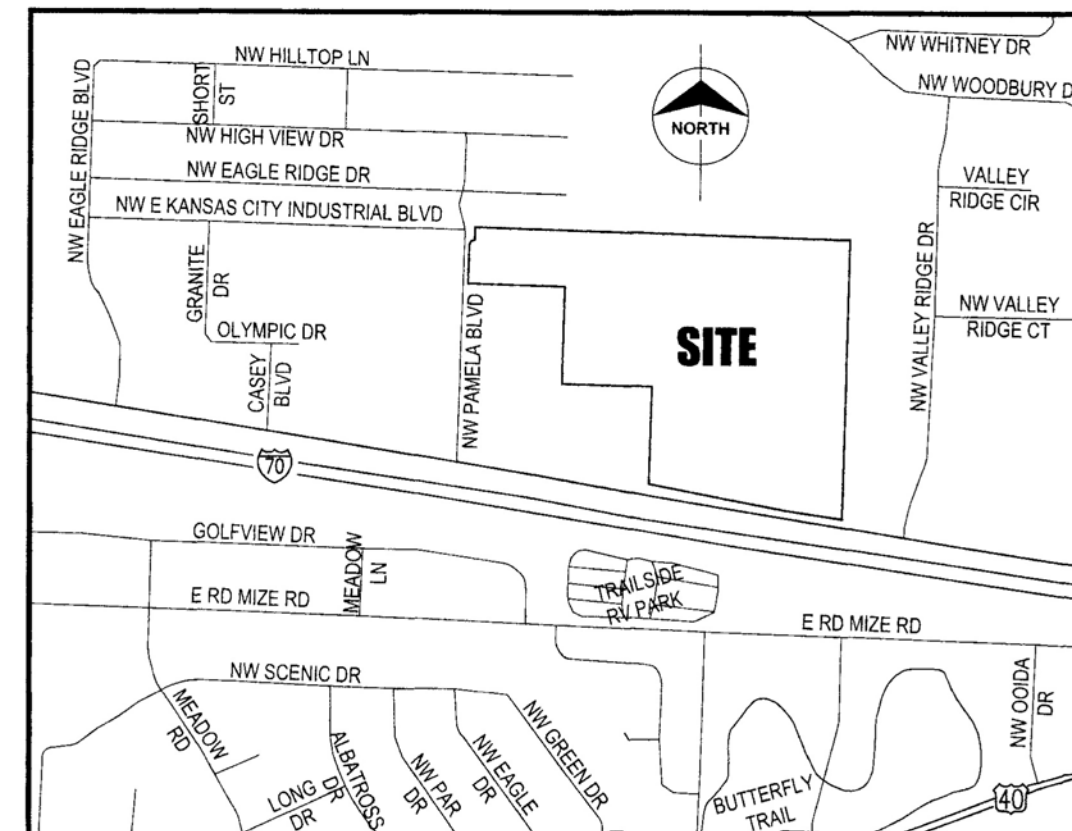 NW HILLTOP LN
NW WHITNEY DR
NW WOODBURY D
NW EAGLE RIDGE BLVD
SHORT
ST
NORTH
NW HIGH VIEW DR
NW EAGLE RIDGE DR
VALLEY
RIDGE CIR
NW E KANSAS CITY INDUSTRIAL BLVD
GRANITE
DR
NW VALLEY RIDGE DR
NW VALLEY
RIDGE CT
OLYMPIC DR
NW PAMELA BLVD
SITE
CASEY
BLVD
70
GOLFVIEW DR
MEADOW
LN
TRAILSIDE
RV PARK
E RD MIZE RD
E RD MIZE RD
NW SCENIC DR
MEADOW
RD
NW OOIDA
DR
LONG
DR
ALBATROSS
DR
NW PAR
DR
NW EAGLE
DR
NW GREEN DR
BUTTERFLY
TRAIL
40